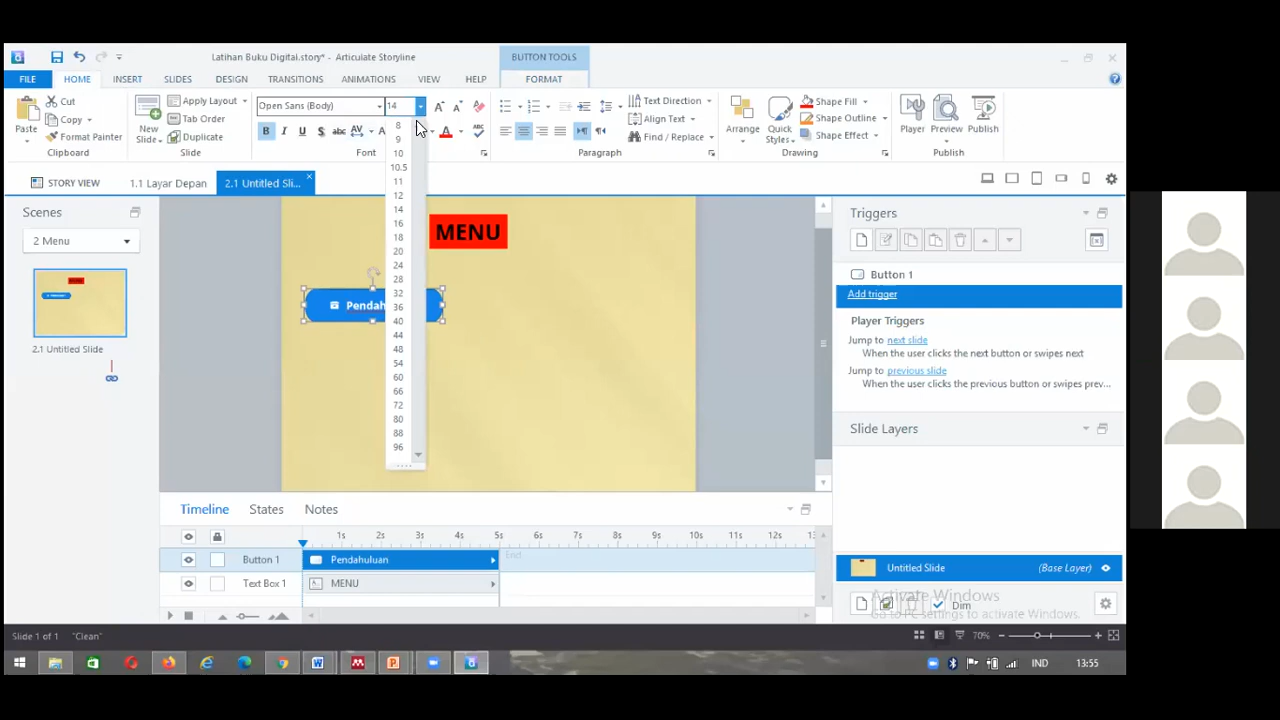 Latihan Buku Digital.story* - Articulate Storyline
BUTTON TOOLS
FILE HOME INSERT SLIDES DESIGN TRANSITIONS ANIMATIONS VIEW HELP FORMAT
Paste
Cut
Copy
Format Painter
Clipboard
New Slide
Apply Layout
Tab Order
Duplicate
Slide
Open Sans (Body) 14
B I U S abc AV
Font
Text Direction
Align Text
Find / Replace
Paragraph
Arrange
Quick Styles
Shape Fill
Shape Outline
Shape Effect
Drawing
Player
Preview
Publish
Publish
8
9
10
10.5
11
12
14
16
18
20
24
28
32
36
40
44
48
54
60
66
72
80
88
96
STORY VIEW
1.1 Layar Depan
2.1 Untitled Sli...
Scenes
2 Menu
2.1 Untitled Slide
MENU
Triggers
Button 1
Add trigger
Player Triggers
Jump to next slide
When the user clicks the next button or swipes next
Jump to previous slide
When the user clicks the previous button or swipes prev...
Slide Layers
Untitled Slide (Base Layer)
Dim
Activate Windows
Go to PC settings to activate Windows.
Timeline States Notes
1s 2s 3s 4s 5s 6s 7s 8s 9s 10s 11s 12s
Button 1 Pendahuluan End
Text Box 1 MENU
Slide 1 of 1 "Clean"
70%
IND 13:55